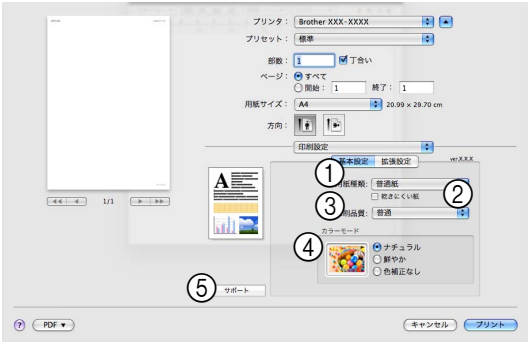 プリンタ： Brother XXX-XXXX
プリセット： 標準
部数： 1 丁合い
ページ： すべて
開始： 1 終了： 1
用紙サイズ： A4 20.99 x 29.70 cm
方向：
印刷設定
基本設定 拡張設定 ver.X.X.X
① 用紙種類： 普通紙
乾きにくい紙 ②
③ 印刷品質： 普通
カラーモード
④ ナチュラル
鮮やか
色補正なし
⑤ サポート
1/1
A
? PDF ▼ キャンセル プリント